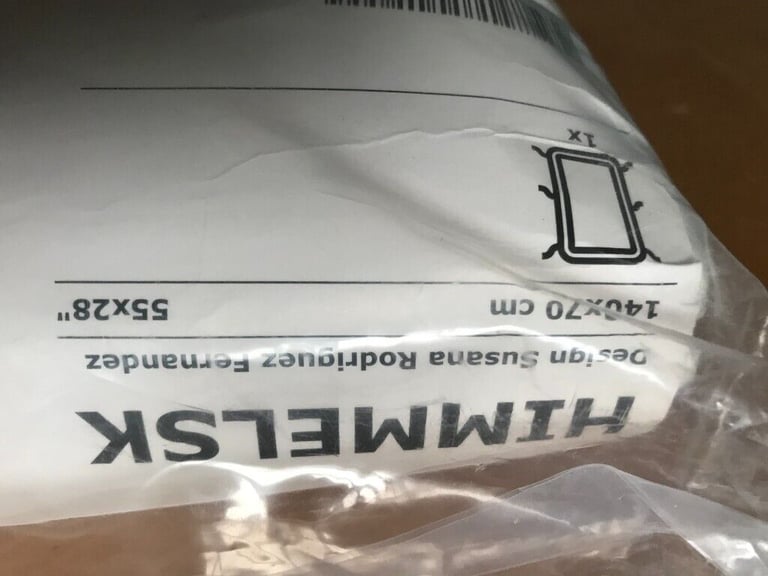 HIMMELSK
Design Susana Rodriguez Fernandez
140x70 cm 55x28"
1x